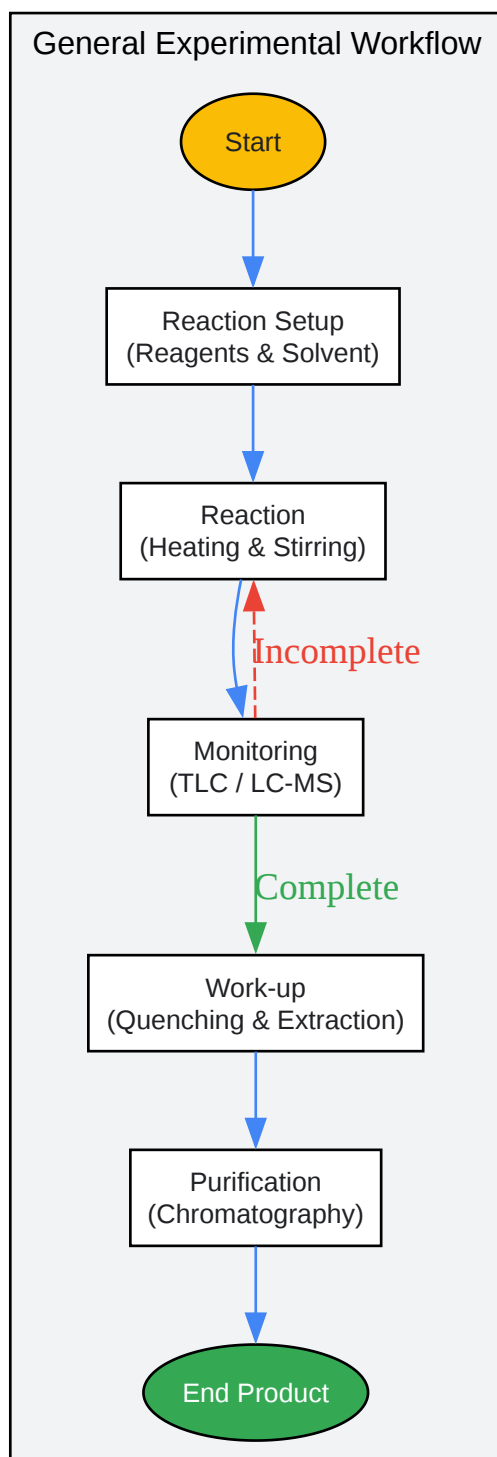 General Experimental Workflow
Start
Reaction Setup
(Reagents & Solvent)
Reaction
(Heating & Stirring)
Incomplete
Monitoring
(TLC / LC-MS)
Complete
Work-up
(Quenching & Extraction)
Purification
(Chromatography)
End Product